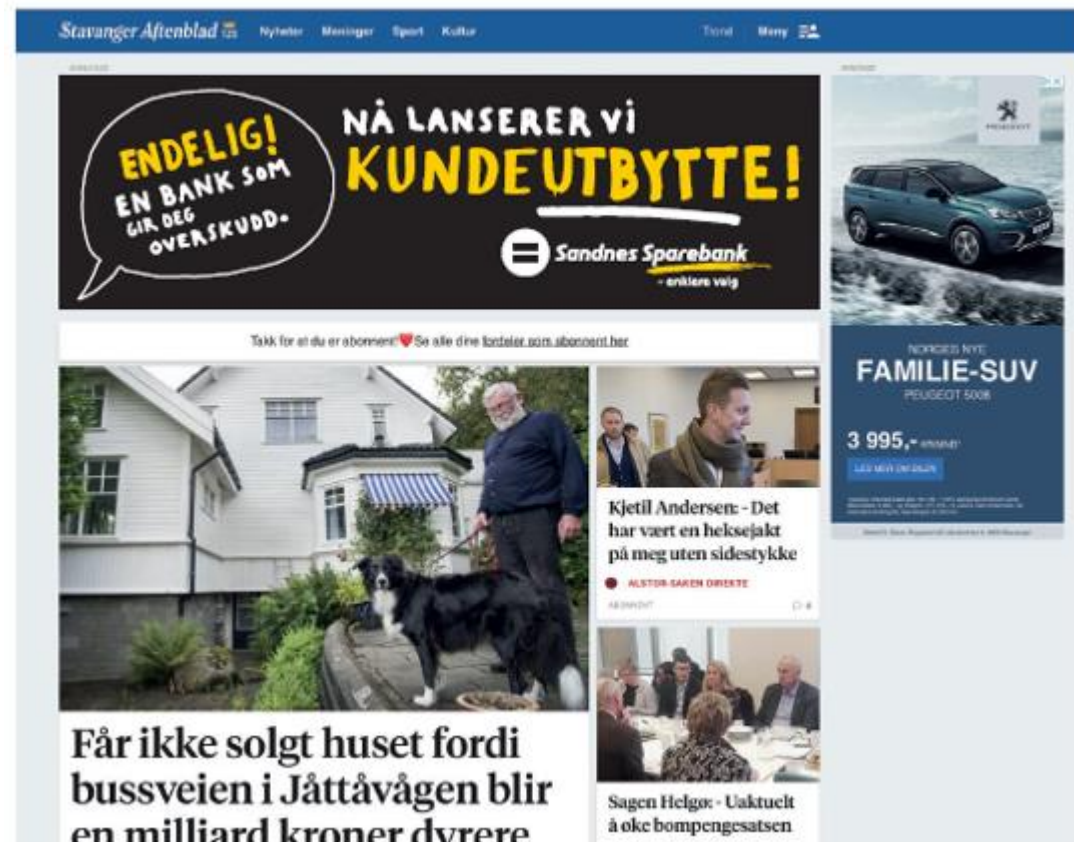 Stavanger Aftenblad Nyheter Meninger Sport Kultur Trond Meny
ENDELIG!
EN BANK SOM
GIR DEG
OVERSKUDD.
NÅ LANSERER Vi
KUNDEUTBYTTE!
Sandnes Sparebank
- enklere valg
PEUGEOT
NORGES NYE
FAMILIE-SUV
PEUGEOT 5008
3 995,-
LES MER OM BILEN
Takk for at du er abonnent! Se alle dine fordeler som abonnent her
Får ikke solgt huset fordi
bussveien i Jåttåvågen blir
en milliard kroner dyrere
Kjetil Andersen: - Det
har vært en heksejakt
på meg uten sidestykke
ALSTOR-SAKEN DIREKTE
ABONNENT
Sagen Helgø: - Uaktuelt
å øke bompengesatsen